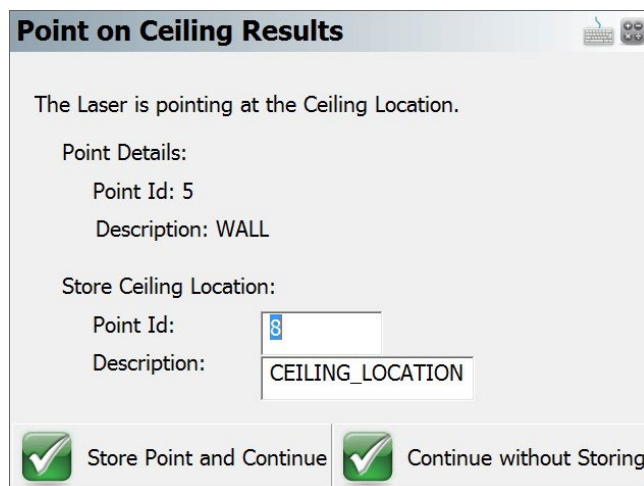 Point on Ceiling Results
The Laser is pointing at the Ceiling Location.
Point Details:
Point Id: 5
Description: WALL
Store Ceiling Location:
Point Id: 8
Description: CEILING_LOCATION
Store Point and Continue Continue without Storing